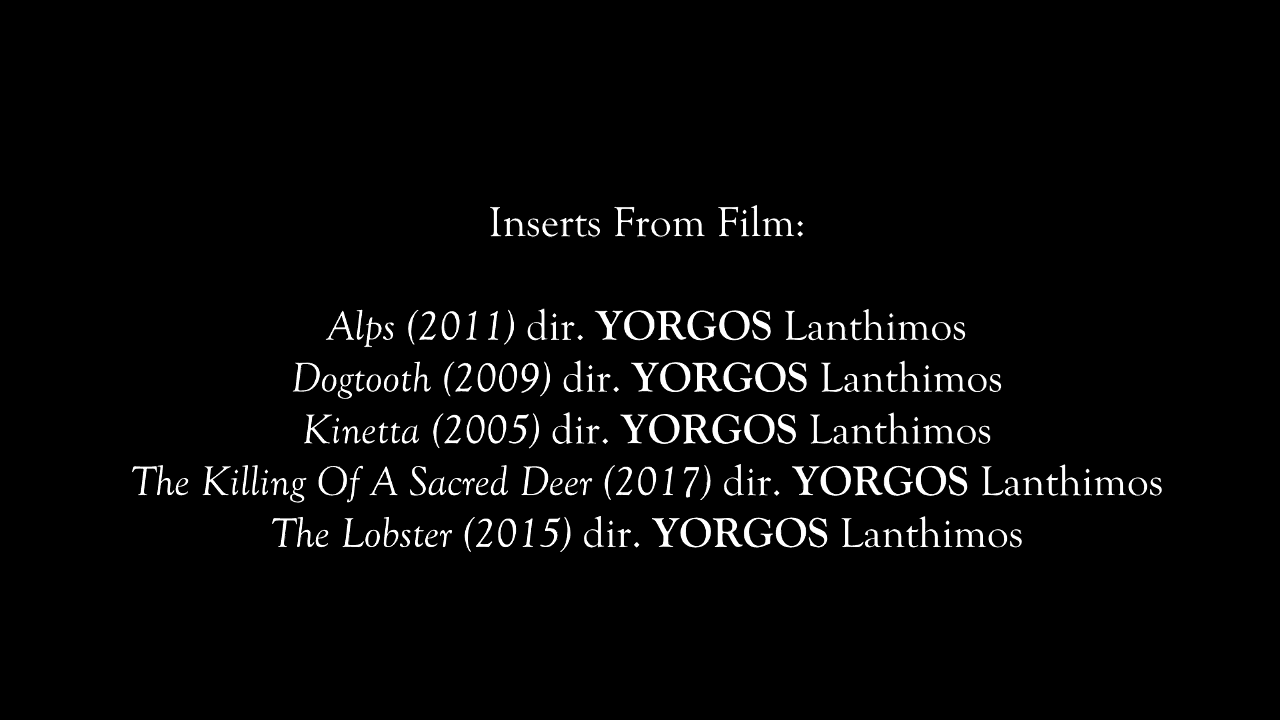 Inserts From Film:
Alps (2011) dir. YORGOS Lanthimos
Dogtooth (2009) dir. YORGOS Lanthimos
Kinetta (2005) dir. YORGOS Lanthimos
The Killing Of A Sacred Deer (2017) dir. YORGOS Lanthimos
The Lobster (2015) dir. YORGOS Lanthimos